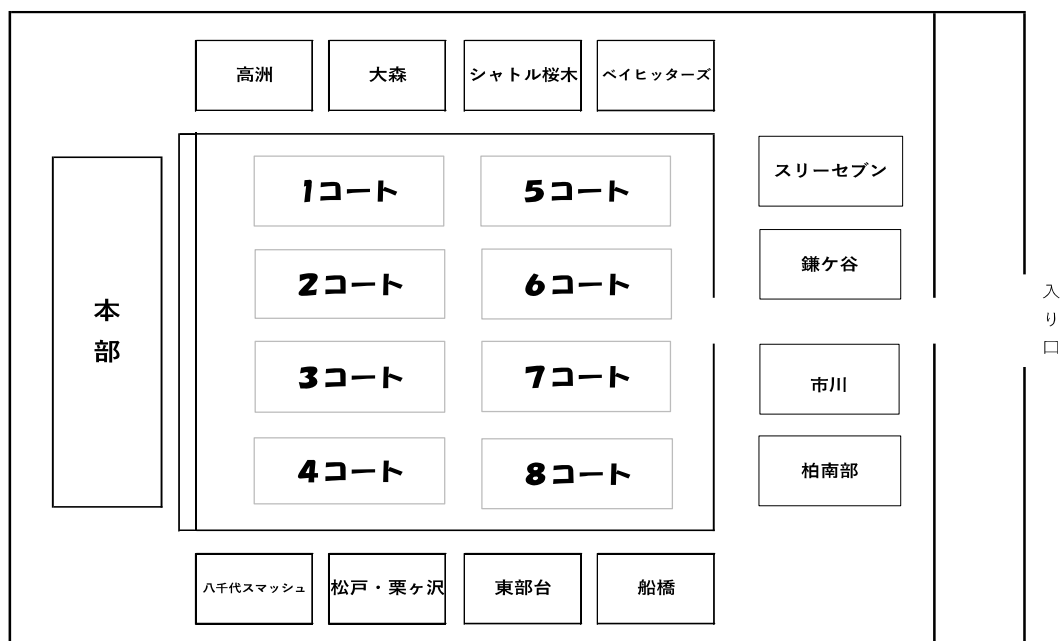 高洲
大森
シャトル桜木
ベイヒッターズ
本部
1コート
5コート
スリーセブン
2コート
6コート
鎌ケ谷
入り口
3コート
7コート
市川
4コート
8コート
柏南部
八千代スマッシュ
松戸・栗ヶ沢
東部台
船橋